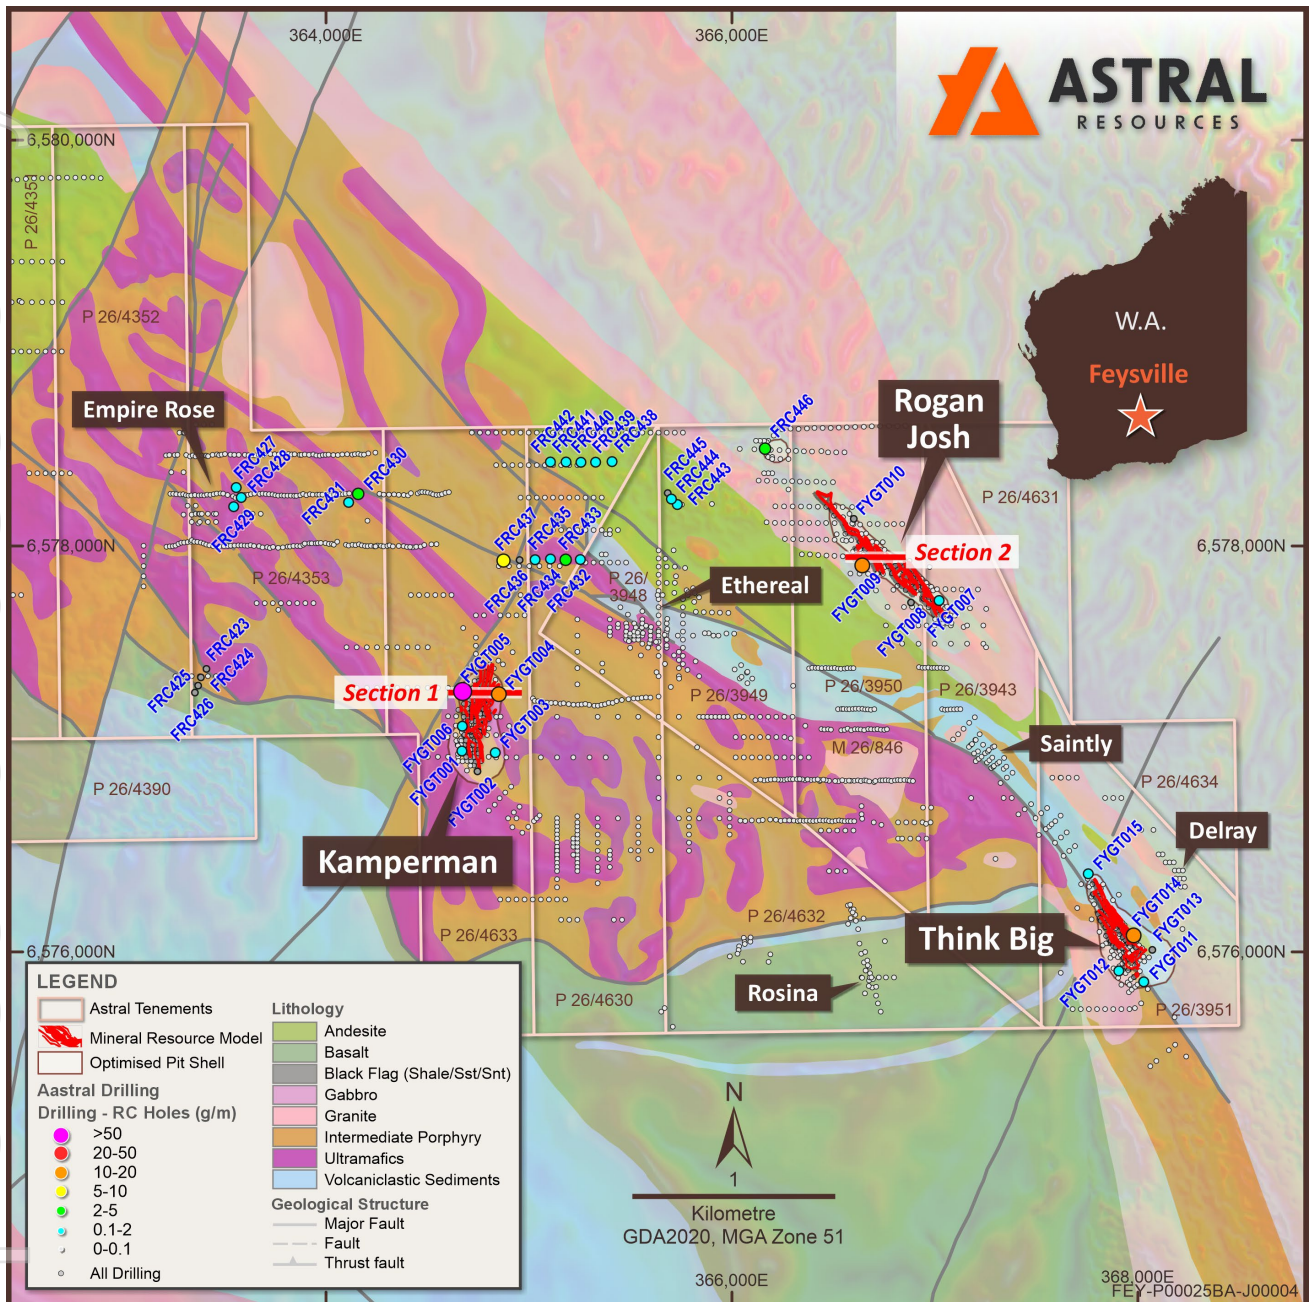 364,000E
366,000E
ASTRAL
RESOURCES
6,580,000N
P 26/4351
W.A.
Feysville
P 26/4352
Empire Rose
Rogan
Josh
FRC446
FRC442
FRC441
FRC440
FRC439
FRC438
FRC445
FRC444
FRC443
FRC427
FRC428
FRC429
FRC430
FRC431
FYGT010
P 26/4631
6,578,000N
FRC437
FRC435
FRC433
FRC436
FRC434
FRC432
Section 2
6,578,000N
P 26/4353
P 26/
3948
Ethereal
FYGT009
FYGT008
FYGT007
FRC423
FRC424
FRC425
FRC426
FYGT005
FYGT004
Section 1
FYGT003
FYGT006
FYGT001
FYGT002
P 26/3949
P 26/3950
P 26/3943
M 26/846
Saintly
P 26/4634
P 26/4390
Kamperman
Delray
FYGT015
FYGT014
FYGT013
FYGT011
FYGT012
P 26/4632
P 26/4633
Think Big
6,576,000N
6,576,000N
P 26/4630
Rosina
P 26/3951
LEGEND
Astral Tenements
Mineral Resource Model
Optimised Pit Shell
Aastral Drilling
Drilling - RC Holes (g/m)
>50
20-50
10-20
5-10
2-5
0.1-2
0-0.1
All Drilling
Lithology
Andesite
Basalt
Black Flag (Shale/Sst/Snt)
Gabbro
Granite
Intermediate Porphyry
Ultramafics
Volcaniclastic Sediments
Geological Structure
Major Fault
Fault
Thrust fault
N
1
Kilometre
GDA2020, MGA Zone 51
366,000E
368,000E
FEY-P00025BA-J00004